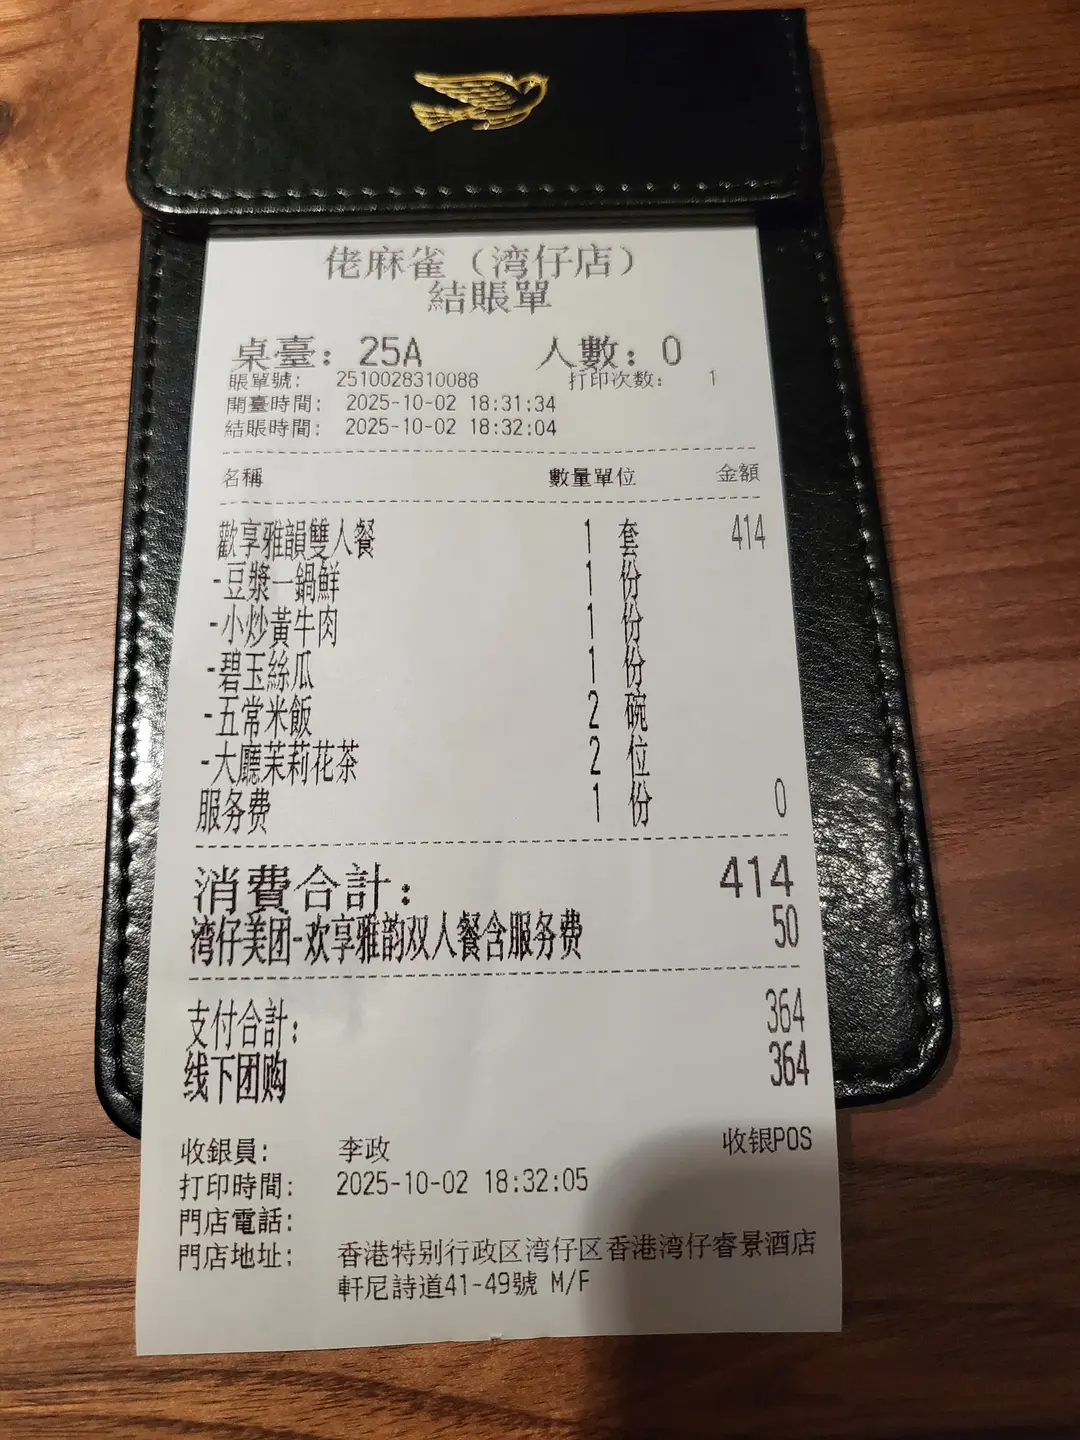 佬麻雀（湾仔店）
結賬單
桌臺：25A 人數：0
賬單號： 2510028310088 打印次數： 1
開臺時間： 2025-10-02 18:31:34
結賬時間： 2025-10-02 18:32:04
名稱 數量單位 金額
歡享雅韻雙人餐 1 套 414
-豆漿一鍋鮮 1 份
-小炒黃牛肉 1 份
-碧玉絲瓜 1 份
-五常米飯 2 碗
-大廳茉莉花茶 2 位
服务费 1 份 0
消費合計： 414
湾仔美团-欢享雅韵双人餐含服务费 50
支付合計： 364
线下团购 364
收銀員： 李政 收银POS
打印時間： 2025-10-02 18:32:05
門店電話：
門店地址： 香港特别行政区湾仔区香港湾仔睿景酒店
軒尼詩道41-49號 M/F